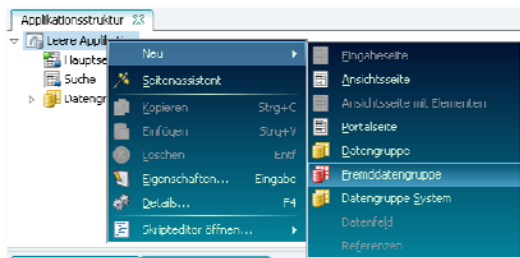 Applikationsstruktur
Leere Applikation
Hauptse
Suche
Datengr
Neu
Seitenassistent
Kopieren Strg+C
Einfügen Strg+V
Löschen Entf
Eigenschaften... Eingabe
Details... F4
Skripteditor öffnen...
Eingabeseite
Ansichtsseite
Ansichtsseite mit Elementen
Portalseite
Datengruppe
Fremddatengruppe
Datengruppe System
Datenfeld
Referenzen